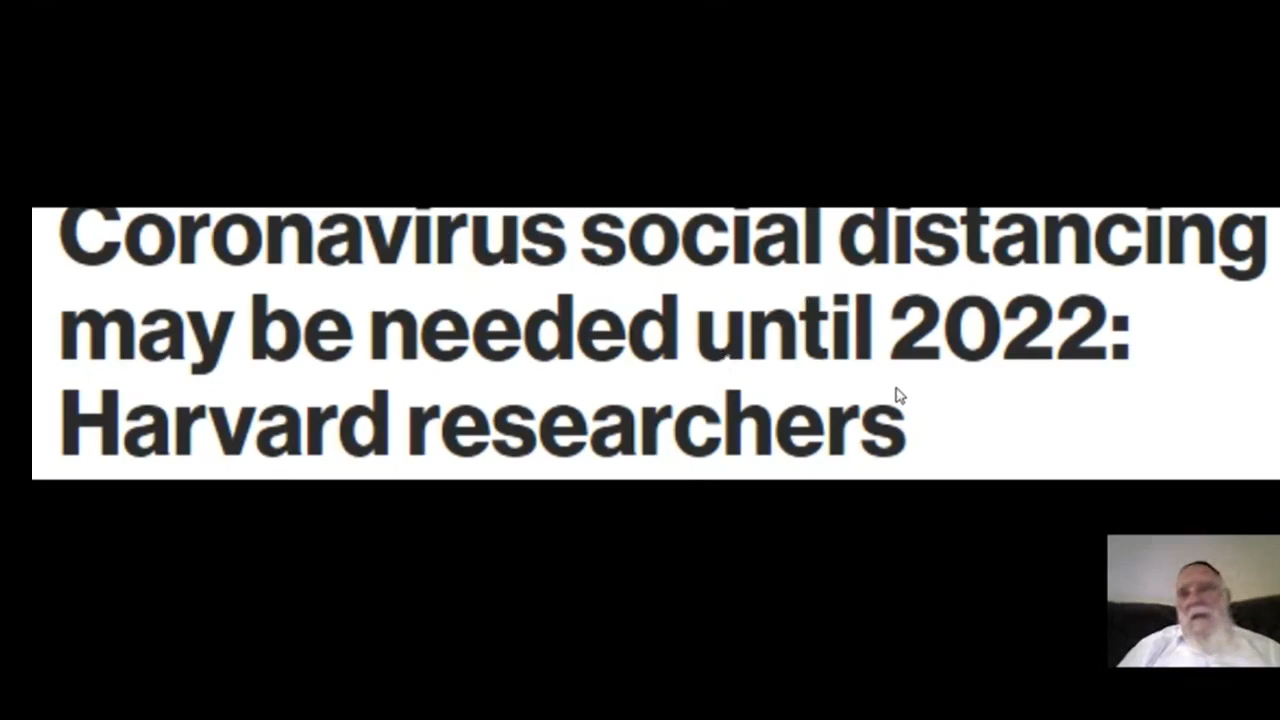 Coronavirus social distancing
may be needed until 2022:
Harvard researchers